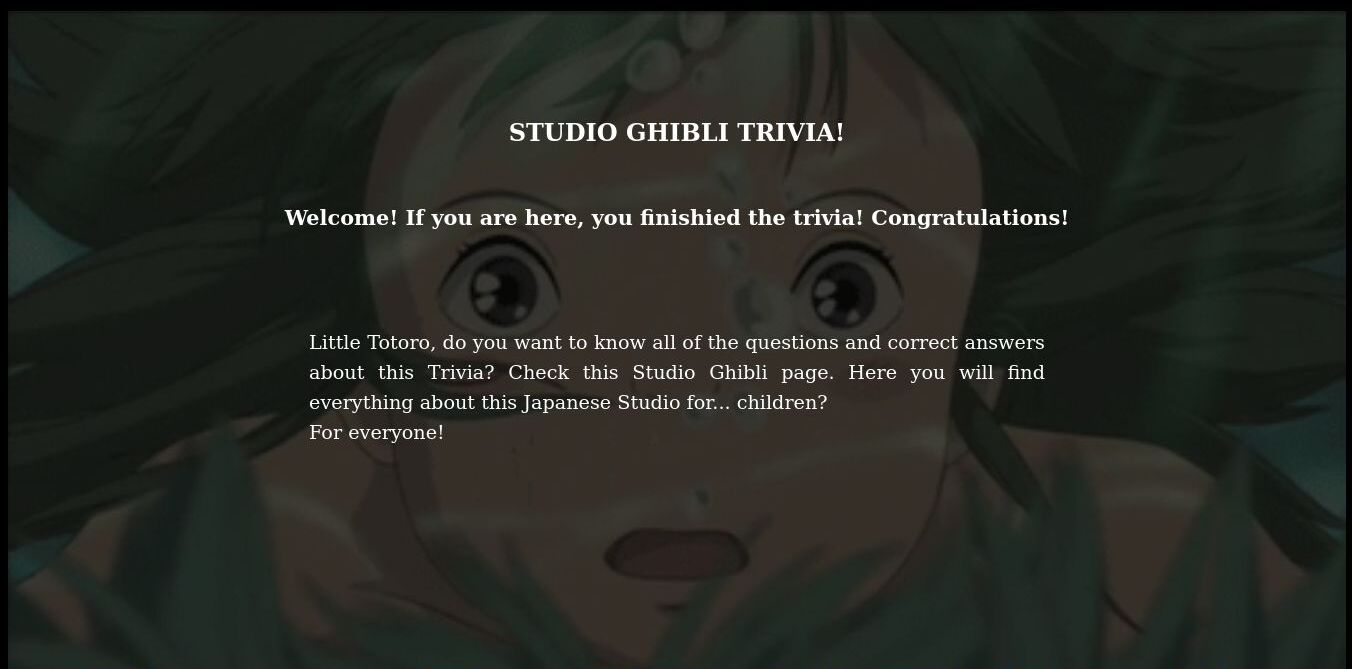 STUDIO GHIBLI TRIVIA!
Welcome! If you are here, you finishied the trivia! Congratulations!
Little Totoro, do you want to know all of the questions and correct answers
about this Trivia? Check this Studio Ghibli page. Here you will find
everything about this Japanese Studio for... children?
For everyone!